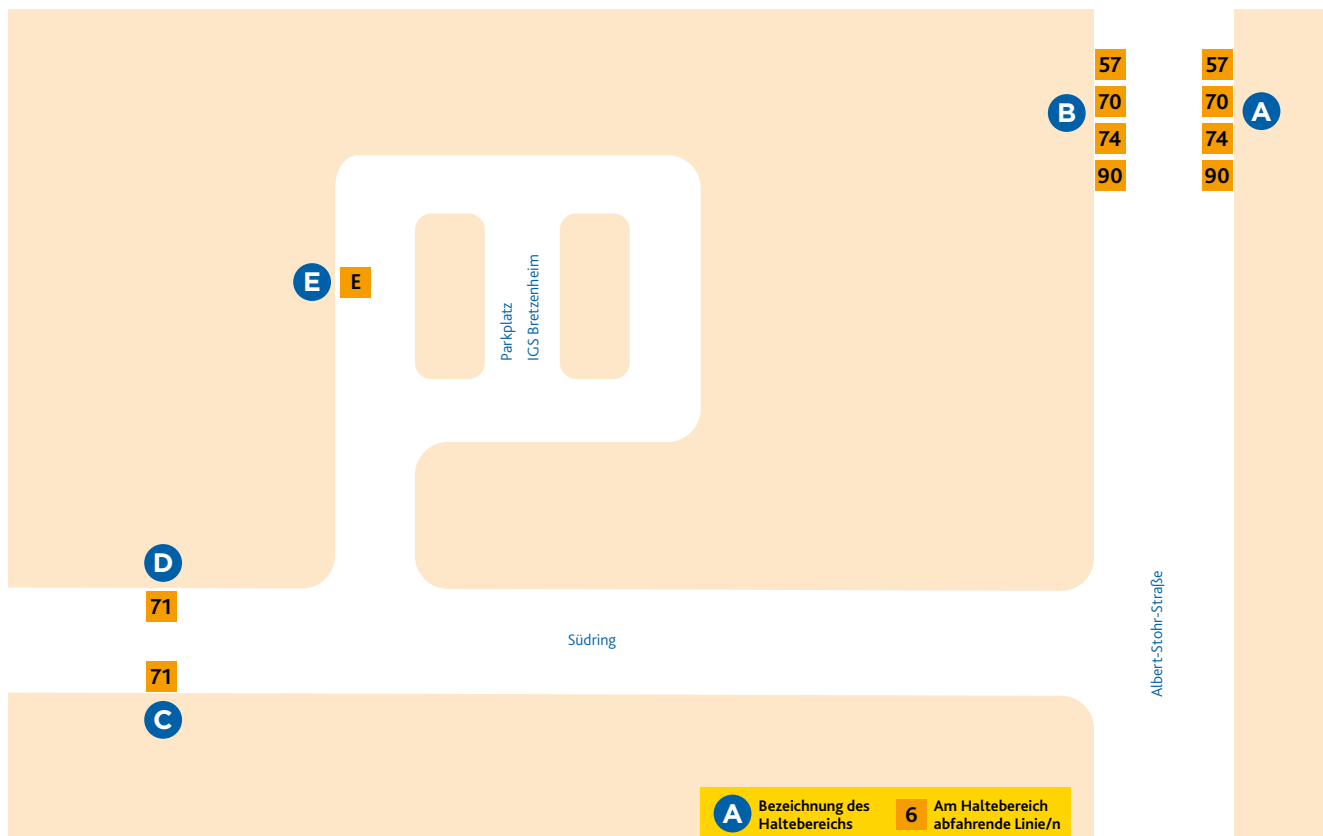 57
70
74
90
B
57
70
74
90
A
E
E
Parkplatz
IGS Bretzenheim
D
71
Südring
Albert-Stohr-Straße
71
C
A
Bezeichnung des
Haltebereichs
6
Am Haltebereich
abfahrende Linie/n